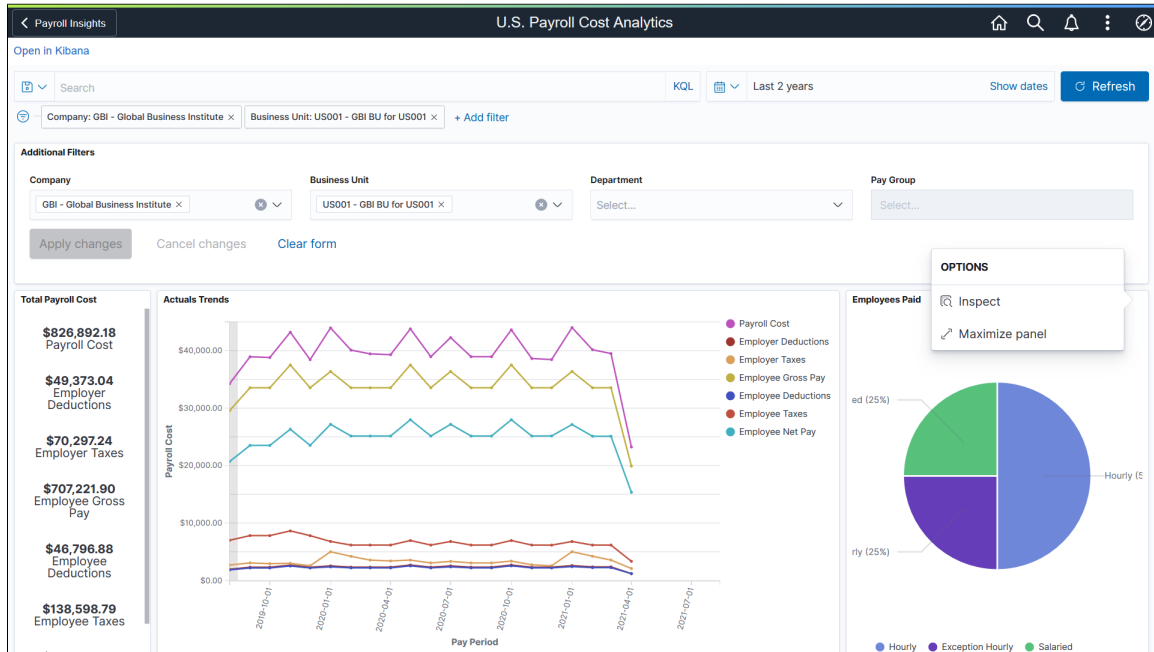 Payroll Insights
U.S. Payroll Cost Analytics
Open in Kibana
Search
KQL
Last 2 years
Show dates
Refresh
Company: GBI - Global Business Institute ×
Business Unit: US001 - GBI BU for US001 ×
+ Add filter
Additional Filters
Company
Business Unit
Department
Pay Group
GBI - Global Business Institute ×
US001 - GBI BU for US001 ×
Select...
Select...
Apply changes
Cancel changes
Clear form
OPTIONS
Inspect
Maximize panel
Total Payroll Cost
$826,892.18
Payroll Cost
$49,373.04
Employer
Deductions
$70,297.24
Employer Taxes
$707,221.90
Employee Gross
Pay
$46,796.88
Employee
Deductions
$138,598.79
Employee Taxes
Actuals Trends
Payroll Cost
$40,000.00
$30,000.00
$20,000.00
$10,000.00
$0.00
2019-10-01
2020-01-01
2020-04-01
2020-07-01
2020-10-01
2021-01-01
2021-04-01
2021-07-01
Pay Period
Payroll Cost
Employer Deductions
Employer Taxes
Employee Gross Pay
Employee Deductions
Employee Taxes
Employee Net Pay
Employees Paid
ed (25%)
Hourly (5
rly (25%)
Hourly
Exception Hourly
Salaried